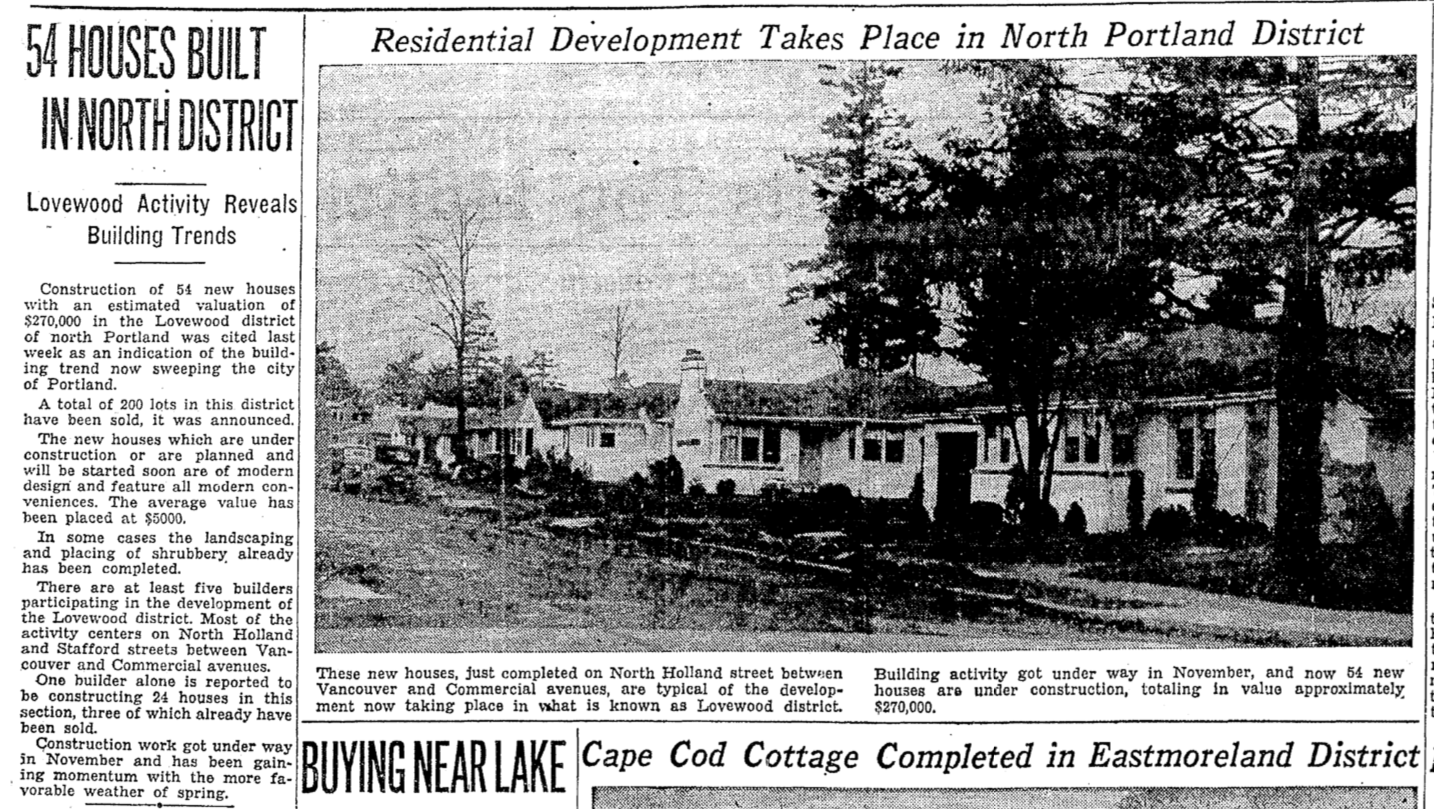 54 HOUSES BUILT
IN NORTH DISTRICT
Lovewood Activity Reveals
Building Trends
Construction of 54 new houses
with an estimated valuation of
$270,000 in the Lovewood district
of north Portland was cited last
week as an indication of the build-
ing trend now sweeping the city
of Portland.
A total of 200 lots in this district
have been sold, it was announced.
The new houses which are under
construction or are planned and
will be started soon are of modern
design and feature all modern con-
veniences. The average value has
been placed at $5000.
In some cases the landscaping
and placing of shrubbery already
has been completed.
There are at least five builders
participating in the development of
the Lovewood district. Most of the
activity centers on North Holland
and Stafford streets between Van-
couver and Commercial avenues.
One builder alone is reported to
be constructing 24 houses in this
section, three of which already have
been sold.
Construction work got under way
in November and has been gain-
ing momentum with the more fa-
vorable weather of spring.
Residential Development Takes Place in North Portland District
These new houses, just completed on North Holland street between
Vancouver and Commercial avenues, are typical of the develop-
ment now taking place in what is known as Lovewood district.
Building activity got under way in November, and now 54 new
houses are under construction, totaling in value approximately
$270,000.
BUYING NEAR LAKE
Cape Cod Cottage Completed in Eastmoreland District